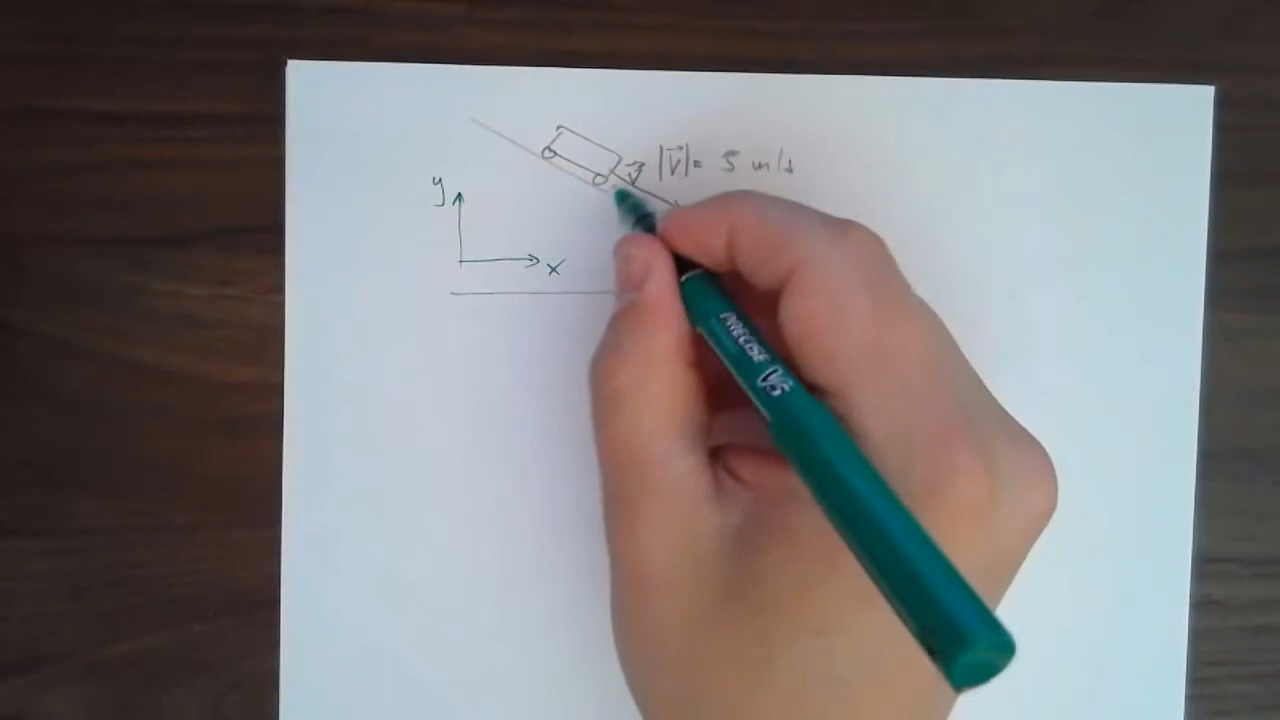 |v⃗| = 5 m/s
v⃗
y
x
PRECISE V5